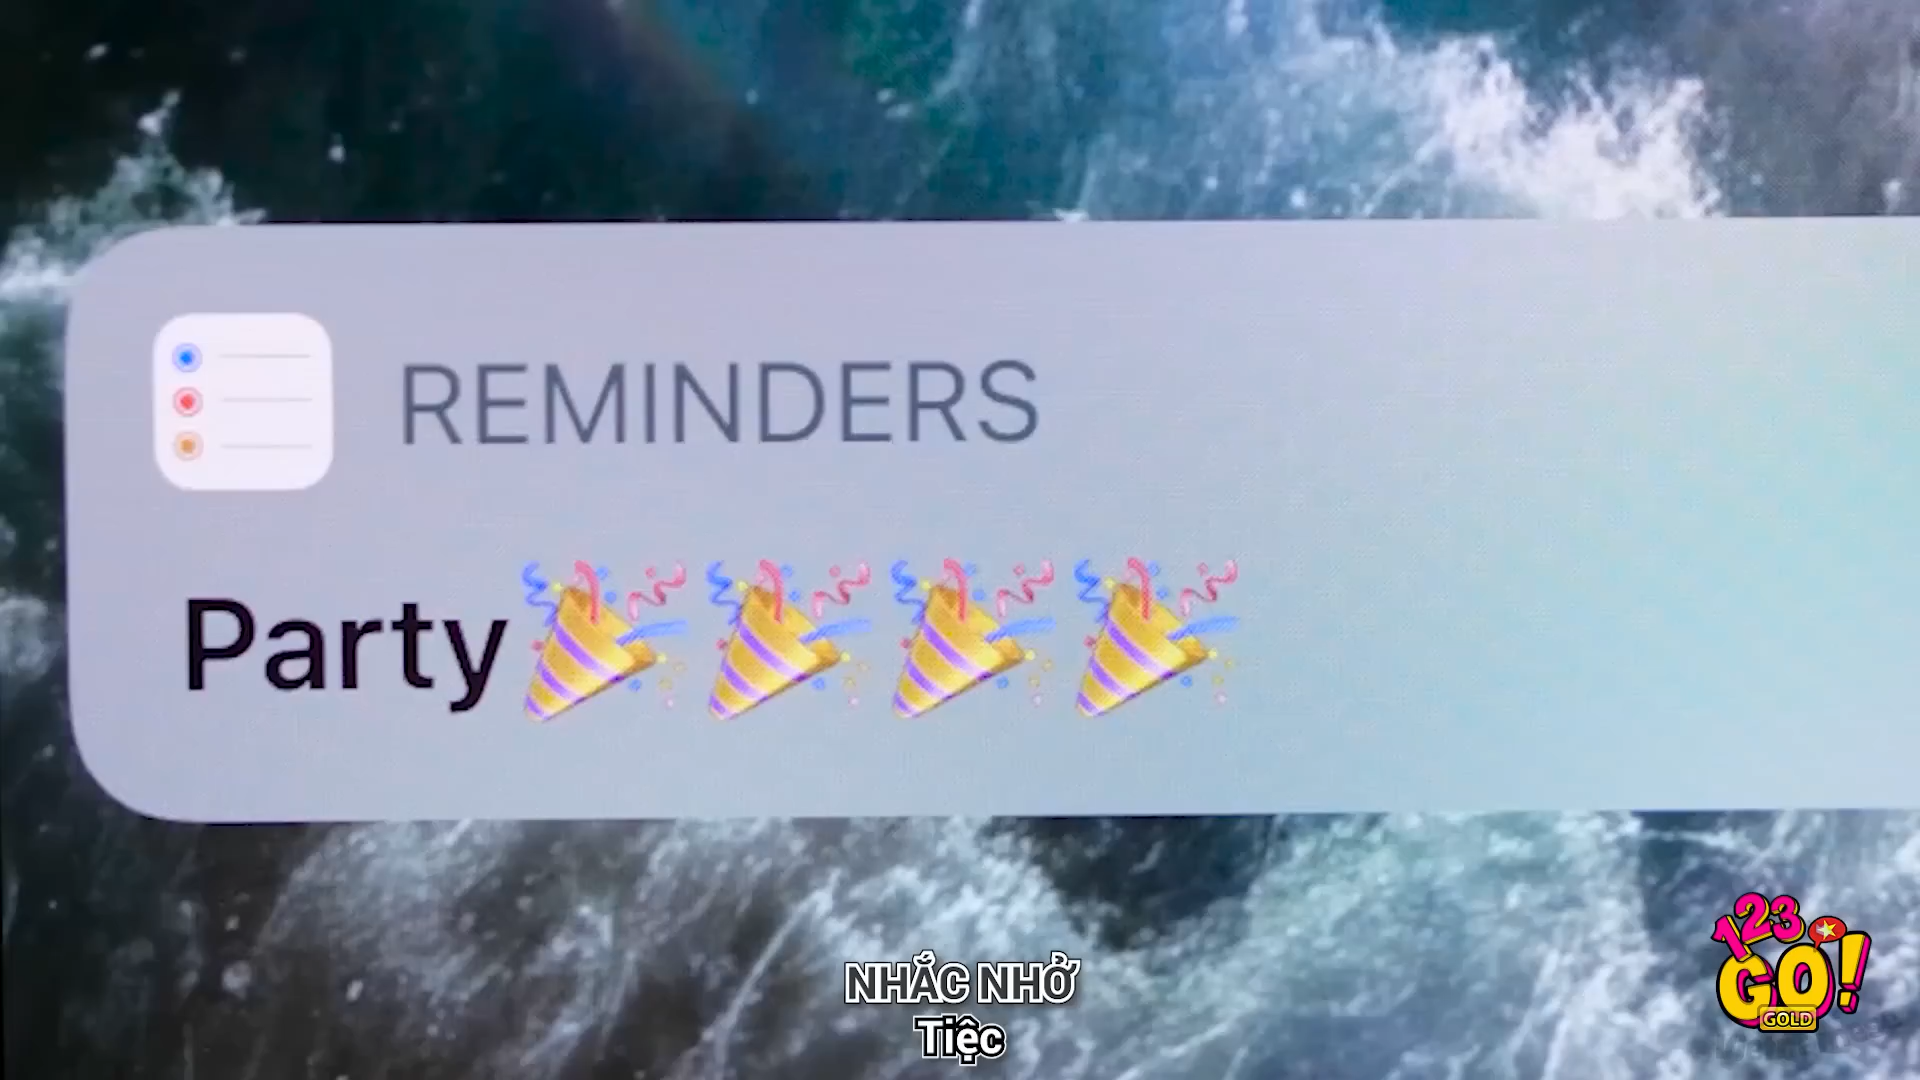 REMINDERS
Party🎉🎉🎉🎉
NHẮC NHỞ
Tiệc
123
GO!
GOLD